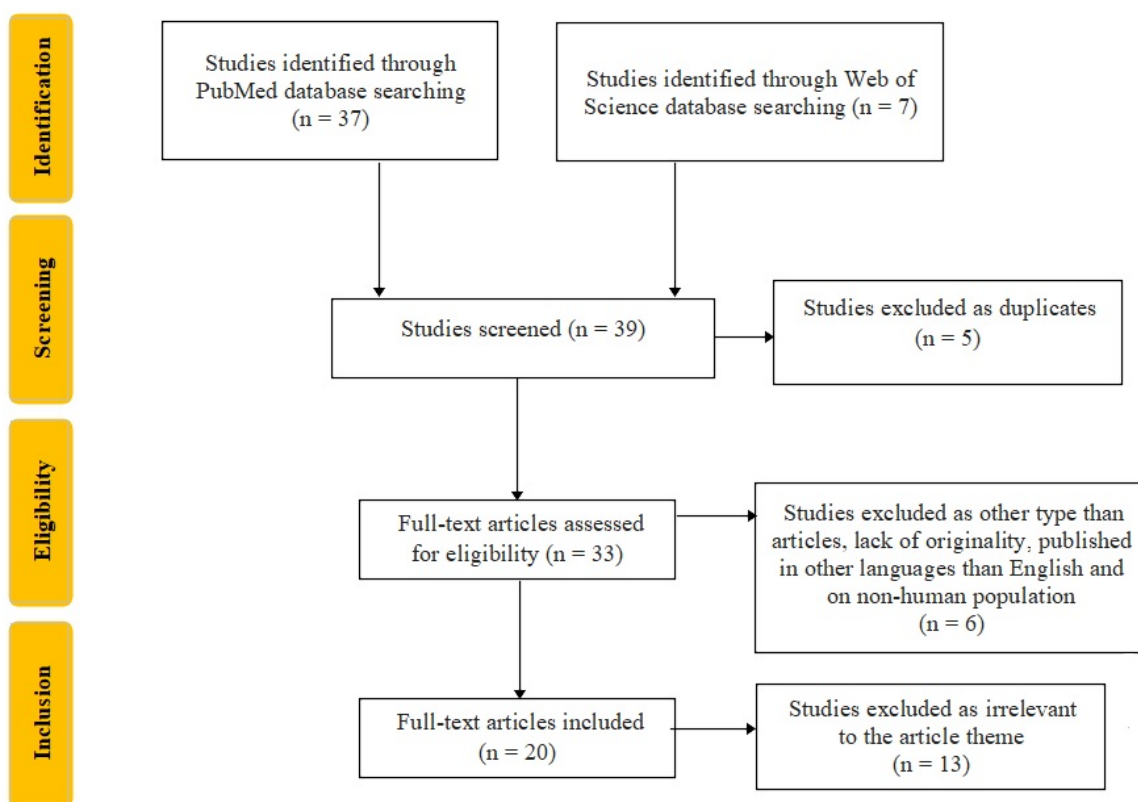 Identification
Studies identified through
PubMed database searching
(n = 37)
Studies identified through Web of
Science database searching (n = 7)
Screening
Studies screened (n = 39)
Studies excluded as duplicates
(n = 5)
Eligibility
Full-text articles assessed
for eligibility (n = 33)
Studies excluded as other type than
articles, lack of originality, published
in other languages than English and
on non-human population
(n = 6)
Inclusion
Full-text articles included
(n = 20)
Studies excluded as irrelevant
to the article theme
(n = 13)